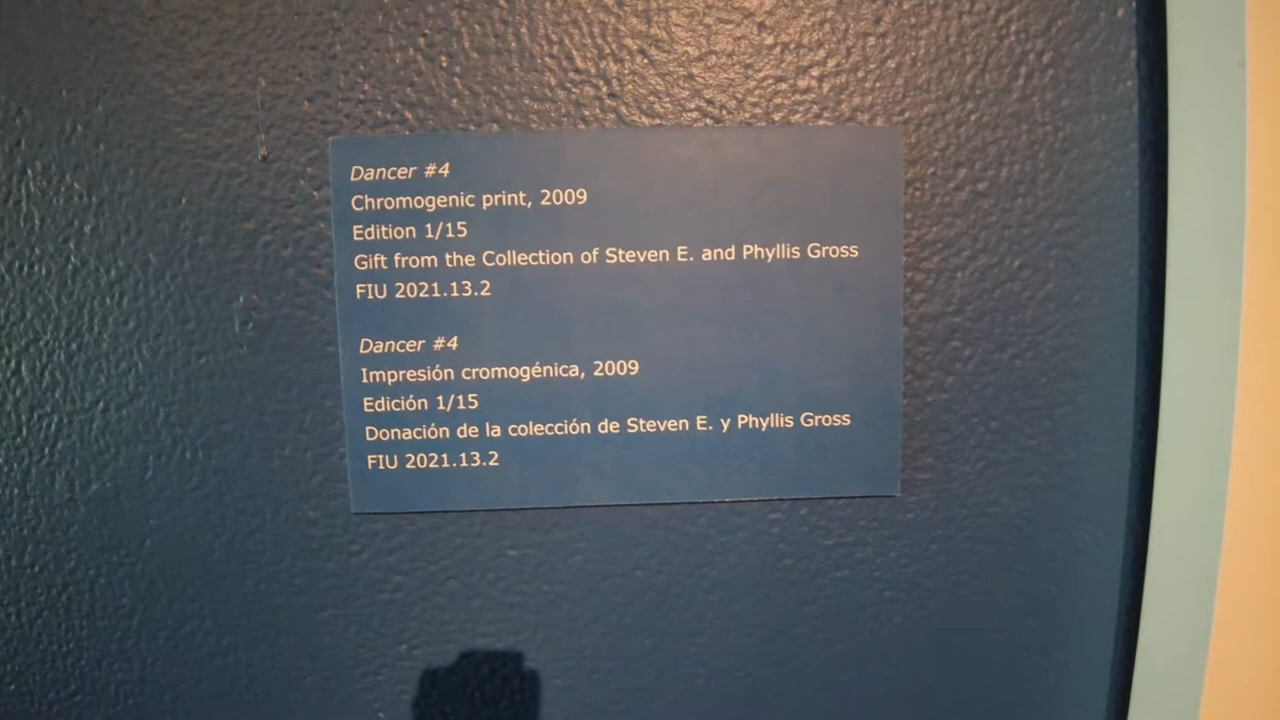 Dancer #4
Chromogenic print, 2009
Edition 1/15
Gift from the Collection of Steven E. and Phyllis Gross
FIU 2021.13.2
Dancer #4
Impresión cromogénica, 2009
Edición 1/15
Donación de la colección de Steven E. y Phyllis Gross
FIU 2021.13.2